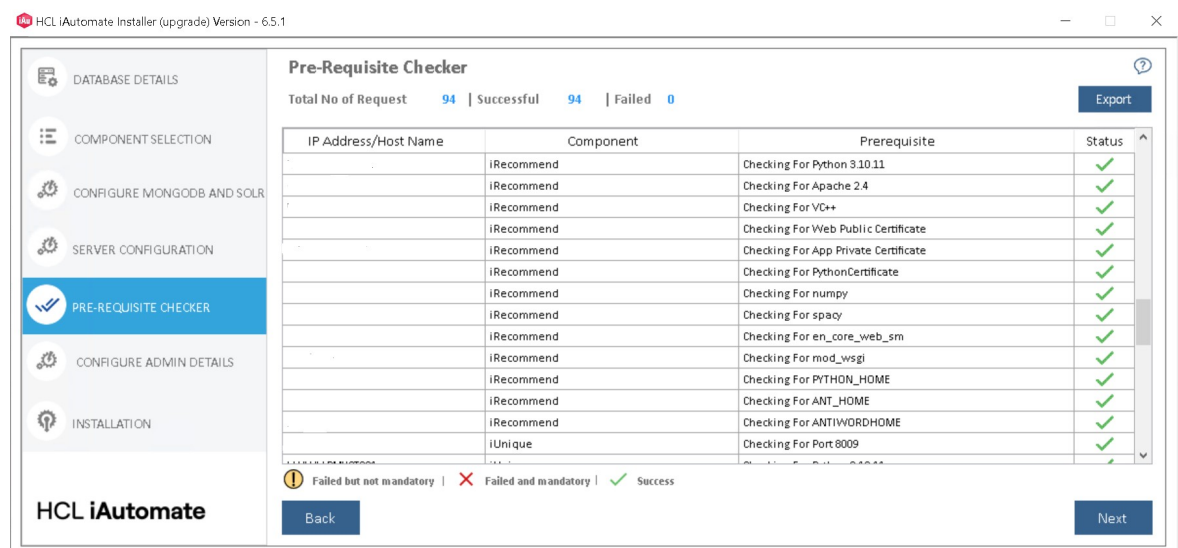 HCL iAutomate Installer (upgrade) Version - 6.5.1
DATABASE DETAILS
COMPONENT SELECTION
CONFIGURE MONGODB AND SOLR
SERVER CONFIGURATION
PRE-REQUISITE CHECKER
CONFIGURE ADMIN DETAILS
INSTALLATION
HCL iAutomate
Pre-Requisite Checker
Total No of Request 94 | Successful 94 | Failed 0
Export
IP Address/Host Name Component Prerequisite Status
iRecommend Checking For Python 3.10.11
iRecommend Checking For Apache 2.4
iRecommend Checking For VC++
iRecommend Checking For Web Public Certificate
iRecommend Checking For App Private Certificate
iRecommend Checking For PythonCertificate
iRecommend Checking For numpy
iRecommend Checking For spacy
iRecommend Checking For en_core_web_sm
iRecommend Checking For mod_wsgi
iRecommend Checking For PYTHON_HOME
iRecommend Checking For ANT_HOME
iRecommend Checking For ANTIWORDHOME
iUnique Checking For Port 8009
Failed but not mandatory | Failed and mandatory | Success
Back
Next